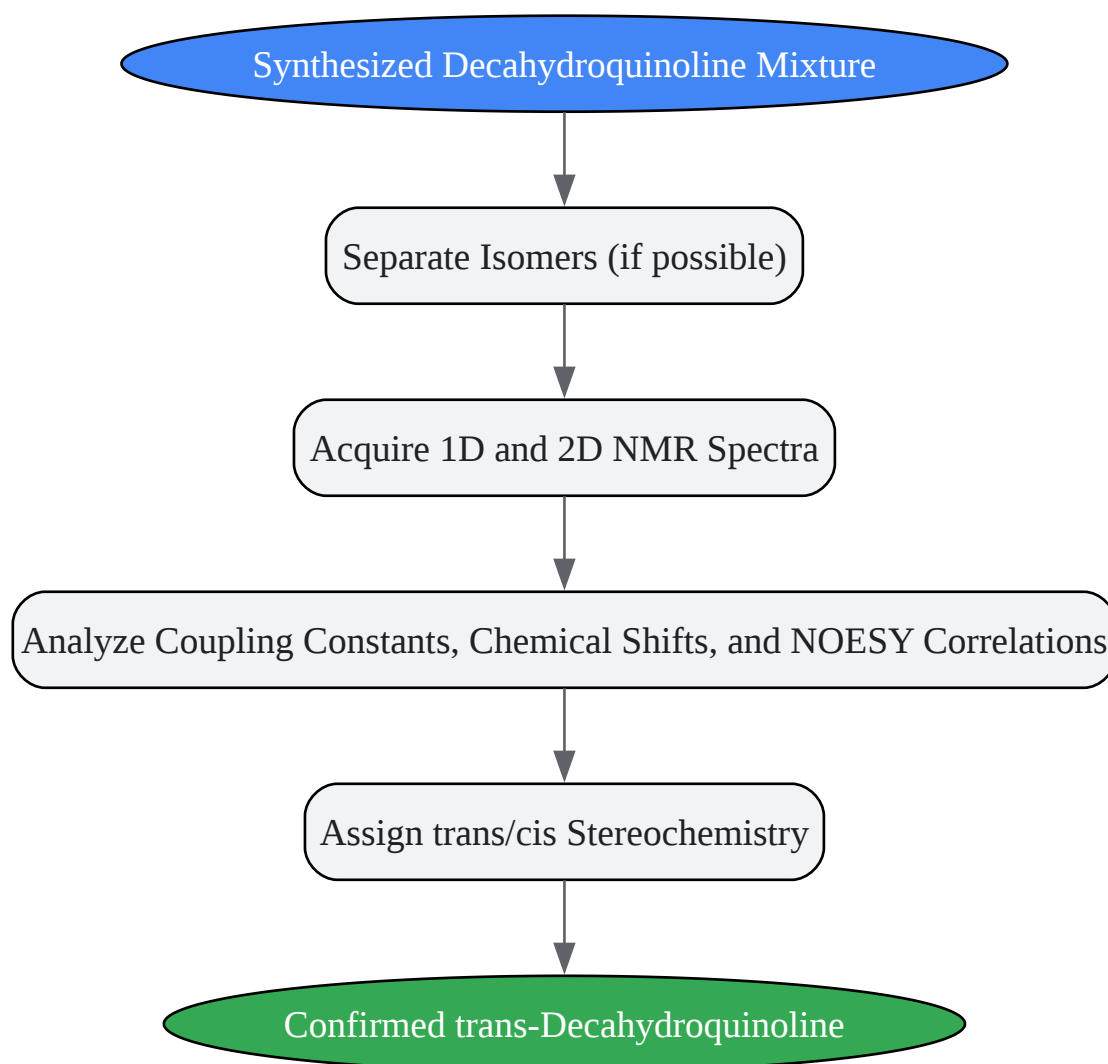 Synthesized Decahydroquinoline Mixture
Separate Isomers (if possible)
Acquire 1D and 2D NMR Spectra
Analyze Coupling Constants, Chemical Shifts, and NOESY Correlations
Assign trans/cis Stereochemistry
Confirmed trans-Decahydroquinoline